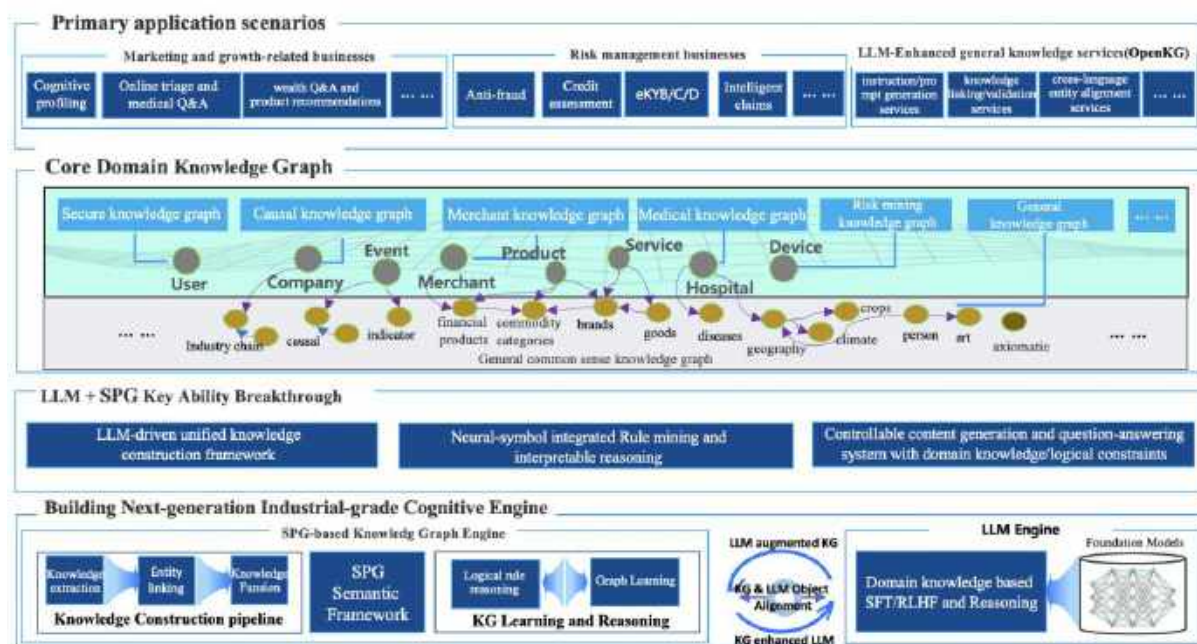 Primary application scenarios
Marketing and growth-related businesses
Cognitive
profiling
Online triage and
medical Q&A
wealth Q&A and
product recommendations
... ...
Risk management businesses
Anti-fraud
Credit
assessment
eKYB/C/D
Intelligent
claims
... ...
LLM-Enhanced general knowledge services(OpenKG)
instruction/pro
mpt generation
services
knowledge
linking/validation
services
cross-language
entity alignment
services
... ...
Core Domain Knowledge Graph
Secure knowledge graph
Causal knowledge graph
Merchant knowledge graph
Medical knowledge graph
Risk mining
knowledge graph
General
knowledge graph
... ...
User
Company
Event
Merchant
Product
Service
Hospital
Device
... ...
Industry chain
causal
indicator
financial
products
commodity
categories
brands
goods
diseases
geography
crops
climate
person
art
axiomatic
... ...
General common sense knowledge graph
LLM + SPG Key Ability Breakthrough
LLM-driven unified knowledge
construction framework
Neural-symbol integrated Rule mining and
interpretable reasoning
Controllable content generation and question-answering
system with domain knowledge/logical constraints
Building Next-generation Industrial-grade Cognitive Engine
SPG-based Knowledg Graph Engine
Knowledge
extraction
Entity
linking
Knowledge
Funsion
Knowledge Construction pipeline
SPG
Semantic
Framework
Logical rule
reasoning
Graph Learning
KG Learning and Reasoning
LLM augmented KG
KG & LLM Object
Alignment
KG enhanced LLM
LLM Engine
Domain knowledge based
SFT/RLHF and Reasoning
Foundation Models